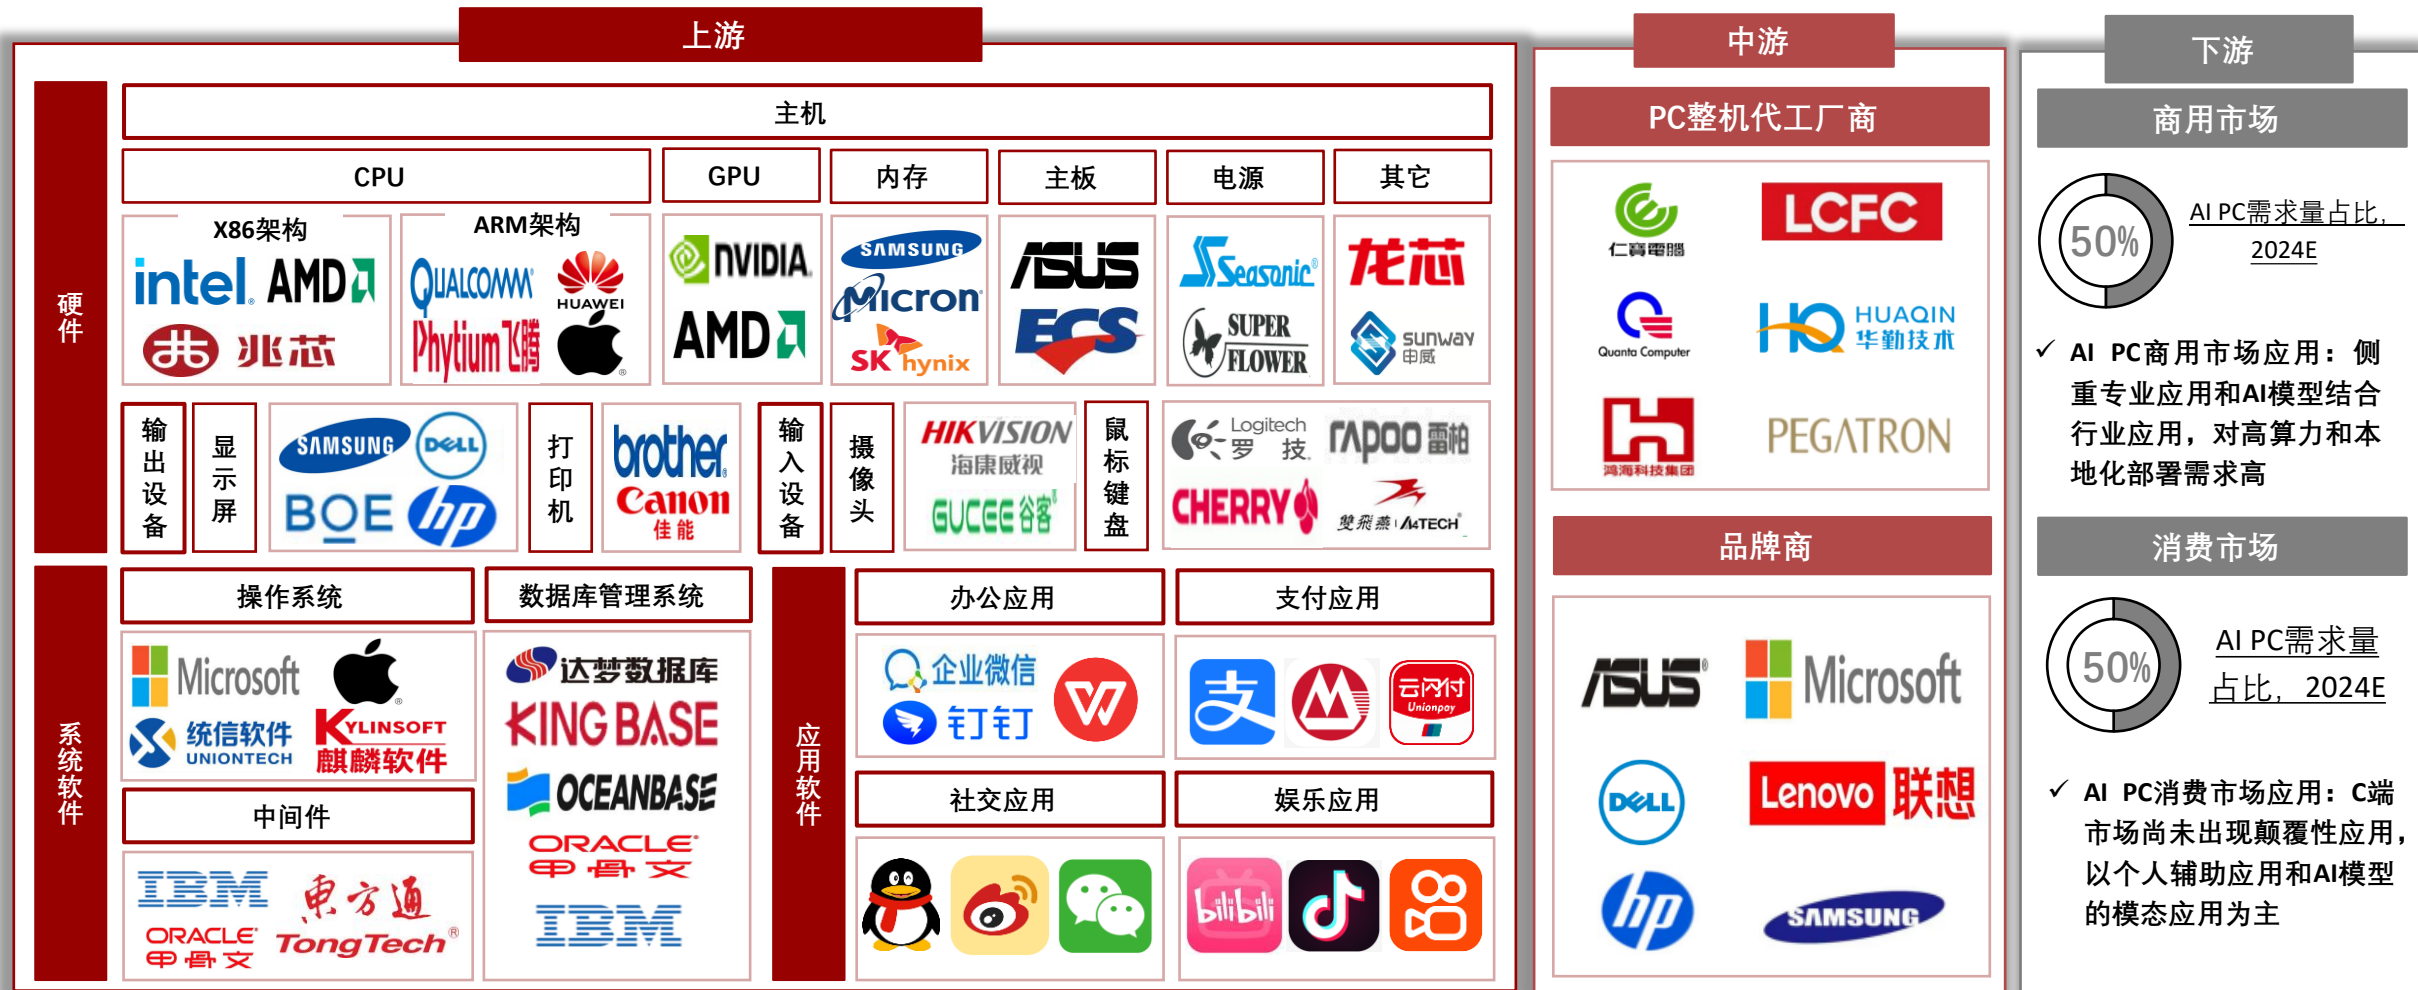 上游
中游
下游
硬件
主机
CPU
GPU
内存
主板
电源
其它
X86架构
intel.
AMD
兆芯
ARM架构
QUALCOMM
HUAWEI
Phytium飞腾
nVIDIA.
AMD
SAMSUNG
Micron
SK hynix
ASUS
ECS
Seasonic
SUPER
FLOWER
龙芯
sunway
申威
输出设备
显示屏
SAMSUNG
DELL
BOE
hp
打印机
brother
Canon
佳能
输入设备
摄像头
HIKVISION
海康威视
GUCEE谷客
鼠标键盘
Logitech
罗技
rapoo 雷柏
CHERRY
雙飛燕 A4TECH
系统软件
操作系统
Microsoft
统信软件
UNIONTECH
KYLINSOFT
麒麟软件
中间件
IBM
東方通
ORACLE
甲骨文
TongTech®
数据库管理系统
达梦数据库
KINGBASE
OCEANBASE
ORACLE
甲骨文
IBM
应用软件
办公应用
企业微信
钉钉
W
支付应用
支
云闪付
Unionpay
社交应用
娱乐应用
bilibili
PC整机代工厂商
仁寶電腦
LCFC
Quanta Computer
HQ
HUAQIN
华勤技术
鸿海科技集团
PEGATRON
品牌商
ASUS
Microsoft
DELL
Lenovo 联想
hp
SAMSUNG
商用市场
50%
AI PC需求量占比，
2024E
✓ AI PC商用市场应用：侧
重专业应用和AI模型结合
行业应用，对高算力和本
地化部署需求高
消费市场
50%
AI PC需求量
占比，2024E
✓ AI PC消费市场应用：C端
市场尚未出现颠覆性应用，
以个人辅助应用和AI模型
的模态应用为主